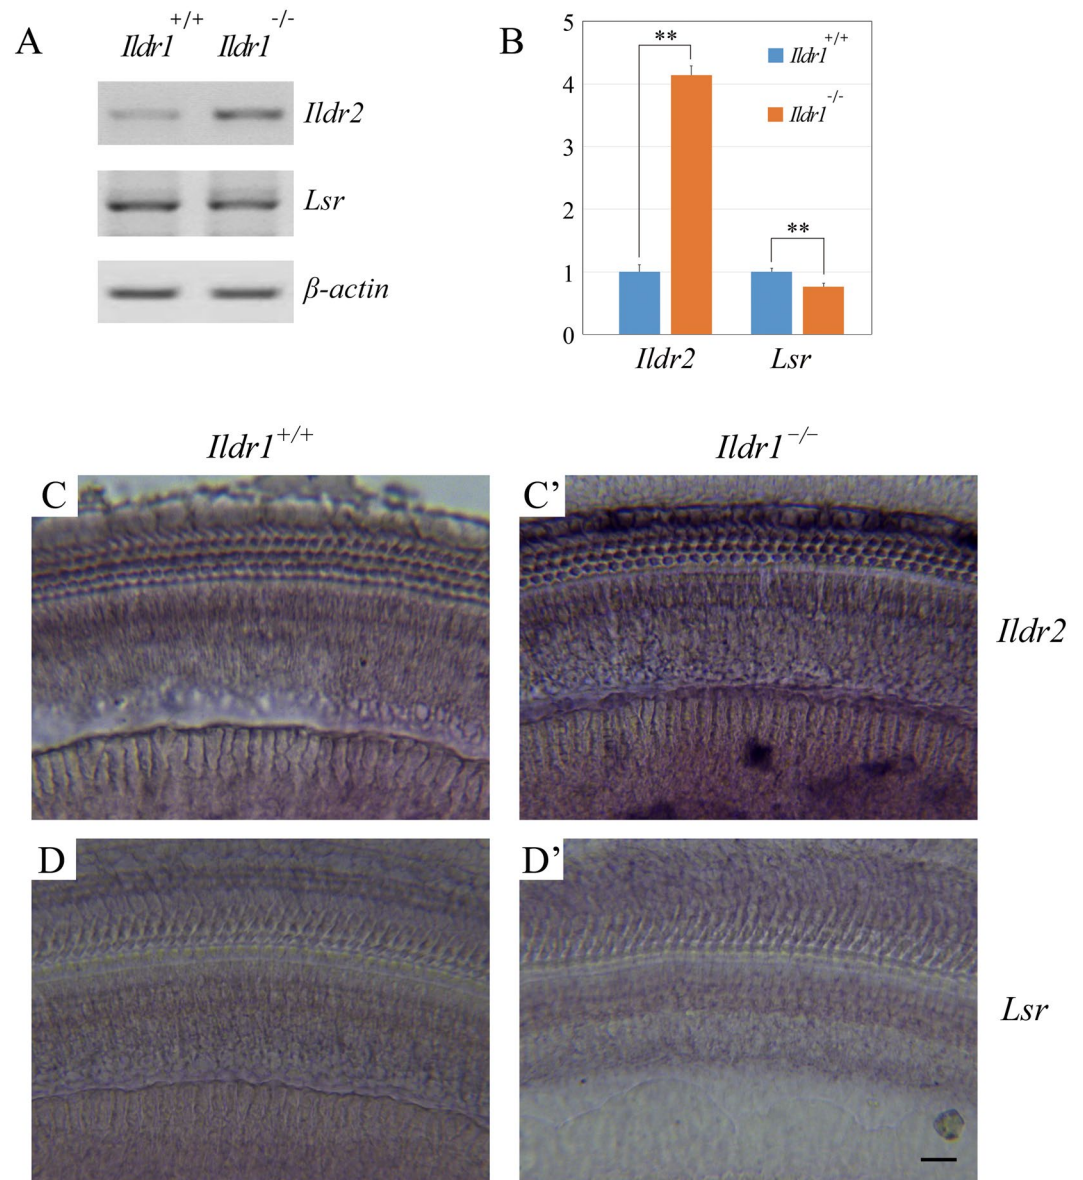 A
Ildr1+/+ Ildr1-/-
Ildr2
Lsr
β-actin
B
5
4
3
2
1
0
**
**
Ildr1+/+
Ildr1-/-
Ildr2 Lsr
Ildr1+/+ Ildr1−/−
C C’
Ildr2
D D’
Lsr